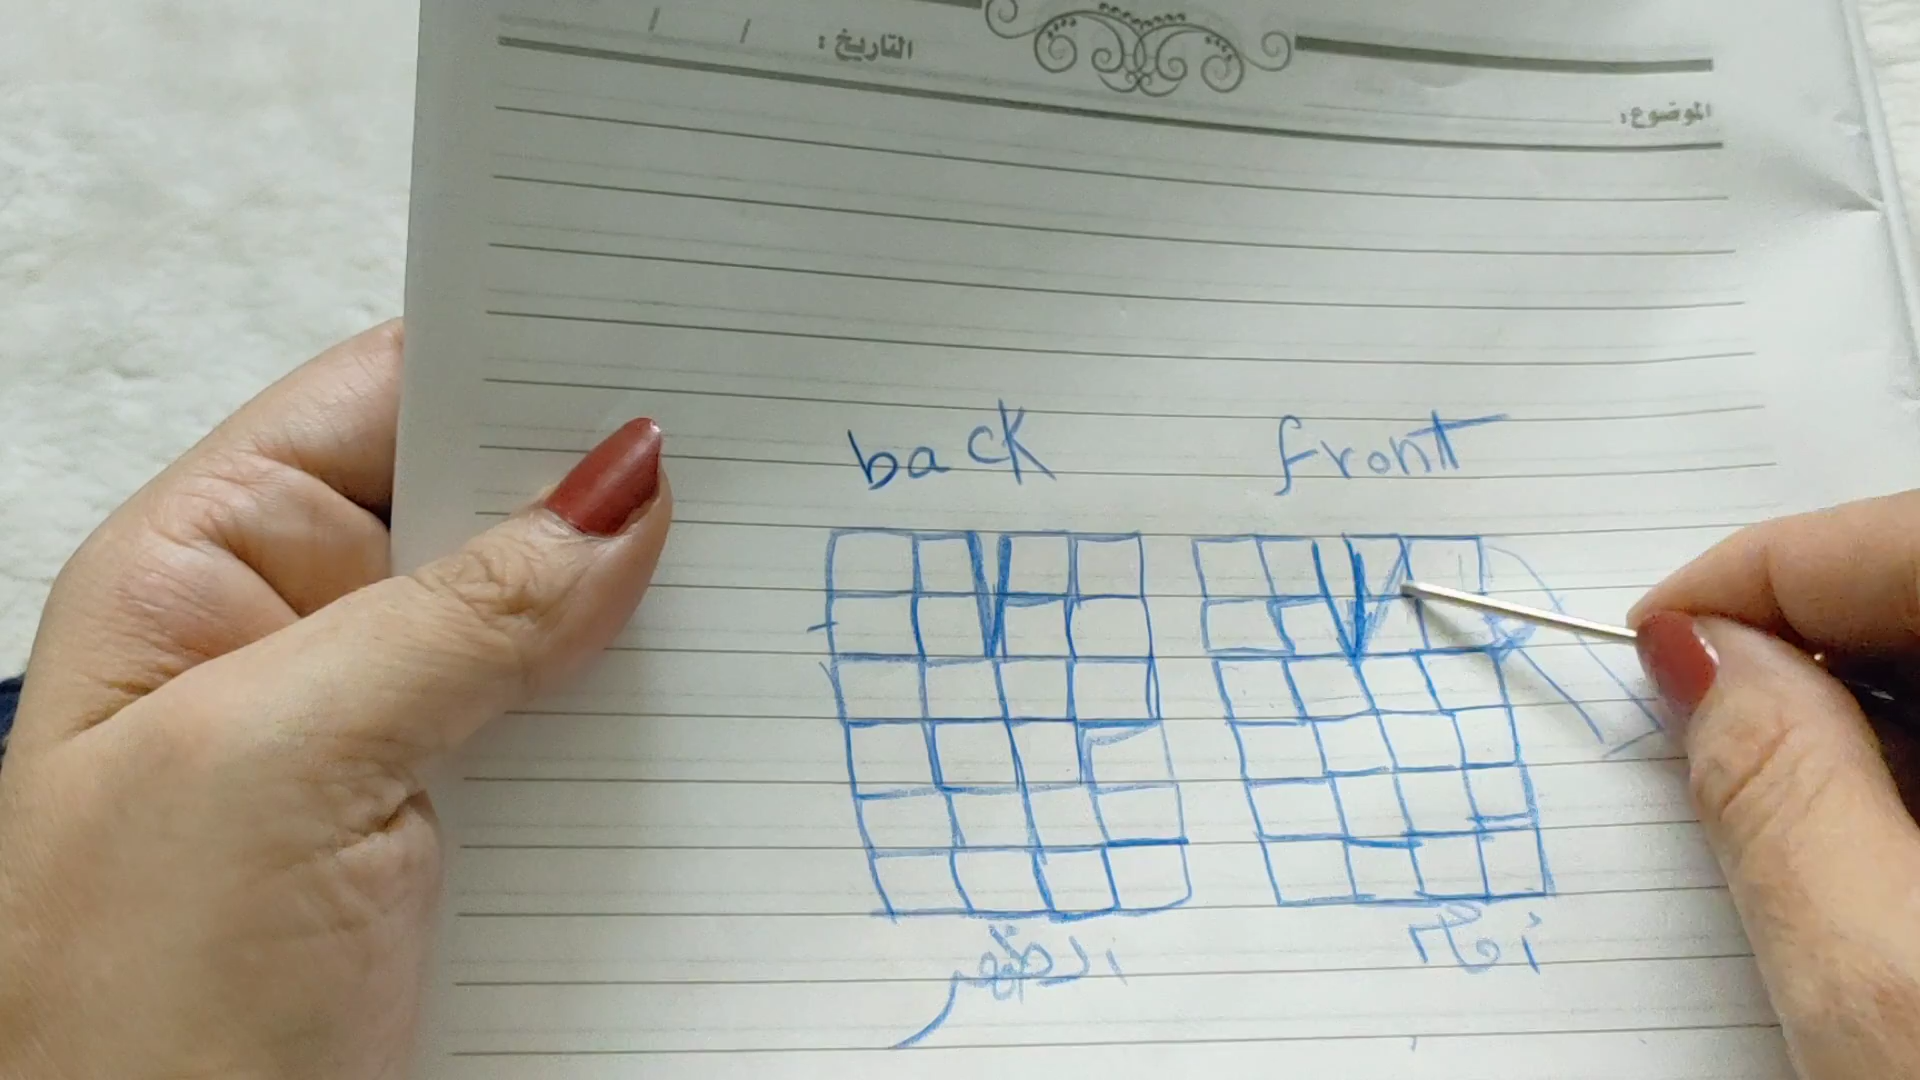 التاريخ : / /
الموضوع:
back front
الظهر أمام